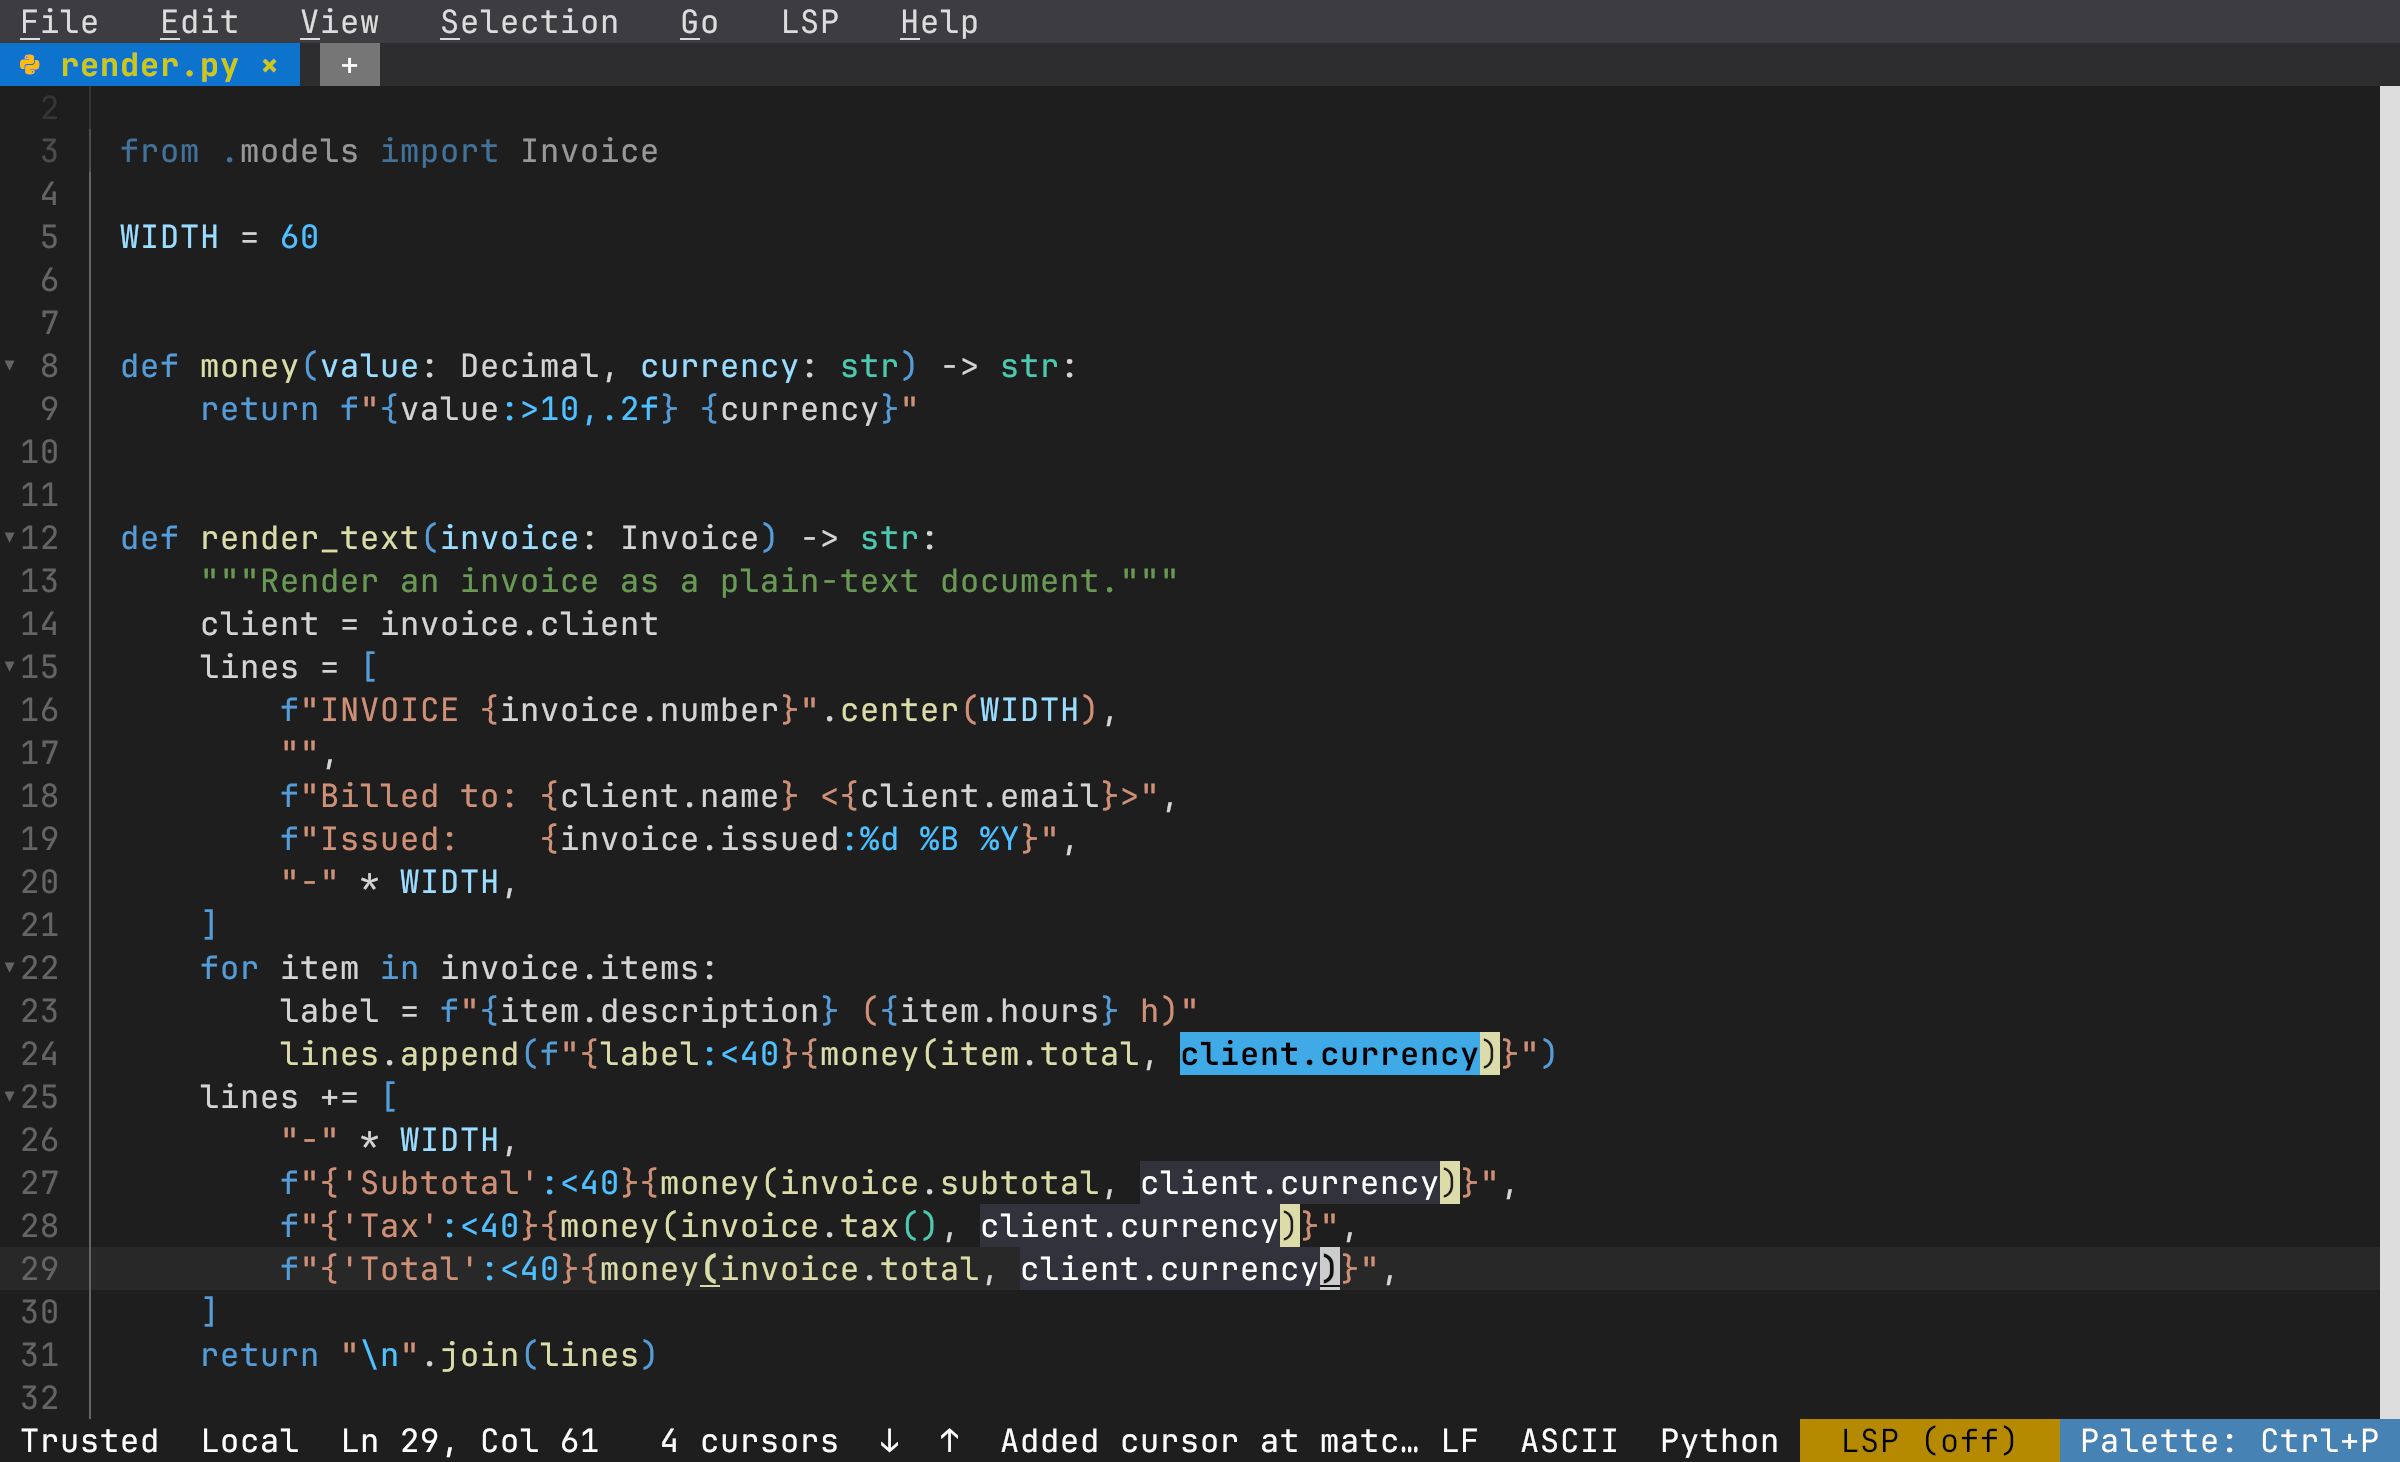 File Edit View Selection Go LSP Help
render.py × +
2
3 from .models import Invoice
4
5 WIDTH = 60
6
7
▾ 8 def money(value: Decimal, currency: str) -> str:
9     return f"{value:>10,.2f} {currency}"
10
11
▾12 def render_text(invoice: Invoice) -> str:
13     """Render an invoice as a plain-text document."""
14     client = invoice.client
▾15     lines = [
16         f"INVOICE {invoice.number}".center(WIDTH),
17         "",
18         f"Billed to: {client.name} <{client.email}>",
19         f"Issued:    {invoice.issued:%d %B %Y}",
20         "-" * WIDTH,
21     ]
▾22     for item in invoice.items:
23         label = f"{item.description} ({item.hours} h)"
24         lines.append(f"{label:<40}{money(item.total, client.currency)}")
▾25     lines += [
26         "-" * WIDTH,
27         f"{'Subtotal':<40}{money(invoice.subtotal, client.currency)}",
28         f"{'Tax':<40}{money(invoice.tax(), client.currency)}",
29         f"{'Total':<40}{money(invoice.total, client.currency)}",
30     ]
31     return "\n".join(lines)
32
Trusted Local Ln 29, Col 61 4 cursors ↓ ↑ Added cursor at matc… LF ASCII Python LSP (off) Palette: Ctrl+P